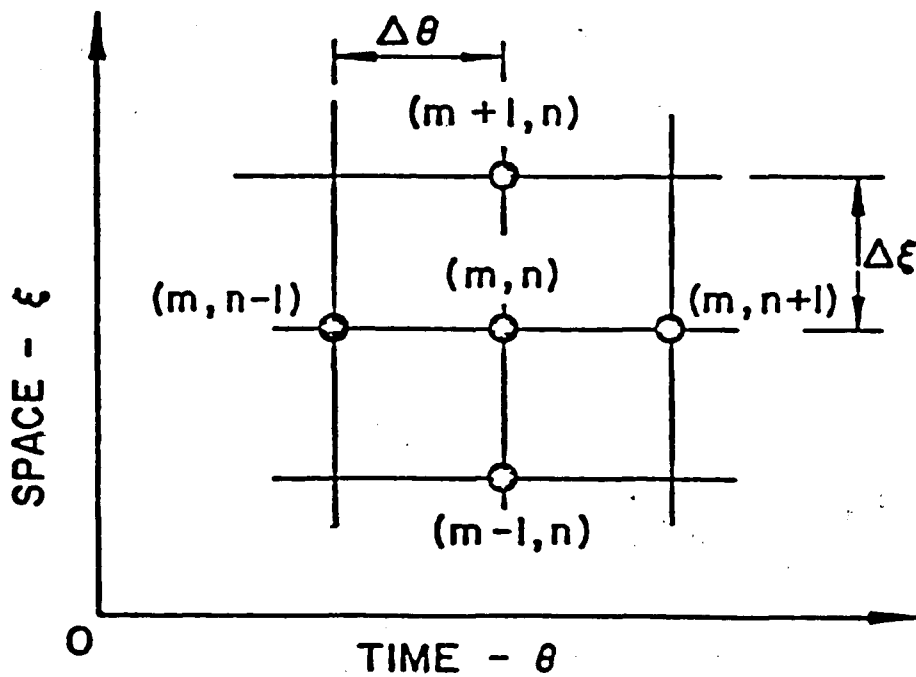 Δθ
(m+1,n)
(m,n-1)
(m,n)
(m,n+1)
Δξ
(m-1,n)
SPACE - ξ
O
TIME - θ